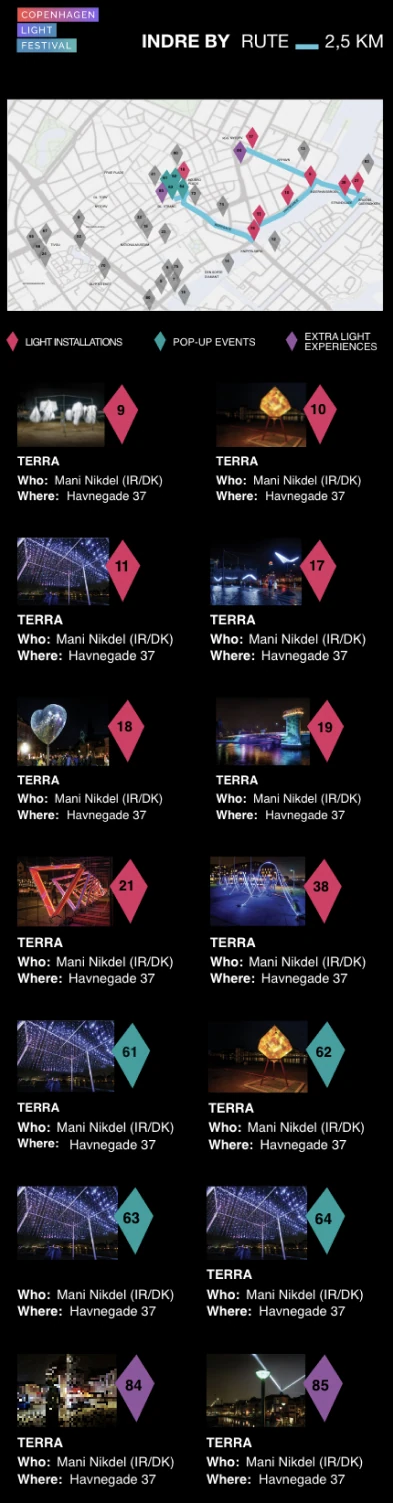 COPENHAGEN
LIGHT
FESTIVAL
INDRE BY RUTE 2,5 KM
LIGHT INSTALLATIONS
POP-UP EVENTS
EXTRA LIGHT
EXPERIENCES
9
10
TERRA
TERRA
Who: Mani Nikdel (IR/DK)
Who: Mani Nikdel (IR/DK)
Where: Havnegade 37
Where: Havnegade 37
11
17
TERRA
TERRA
Who: Mani Nikdel (IR/DK)
Who: Mani Nikdel (IR/DK)
Where: Havnegade 37
Where: Havnegade 37
18
19
TERRA
TERRA
Who: Mani Nikdel (IR/DK)
Who: Mani Nikdel (IR/DK)
Where: Havnegade 37
Where: Havnegade 37
21
38
TERRA
TERRA
Who: Mani Nikdel (IR/DK)
Who: Mani Nikdel (IR/DK)
Where: Havnegade 37
Where: Havnegade 37
61
62
TERRA
TERRA
Who: Mani Nikdel (IR/DK)
Who: Mani Nikdel (IR/DK)
Where: Havnegade 37
Where: Havnegade 37
63
64
TERRA
Who: Mani Nikdel (IR/DK)
Who: Mani Nikdel (IR/DK)
Where: Havnegade 37
Where: Havnegade 37
84
85
TERRA
TERRA
Who: Mani Nikdel (IR/DK)
Who: Mani Nikdel (IR/DK)
Where: Havnegade 37
Where: Havnegade 37